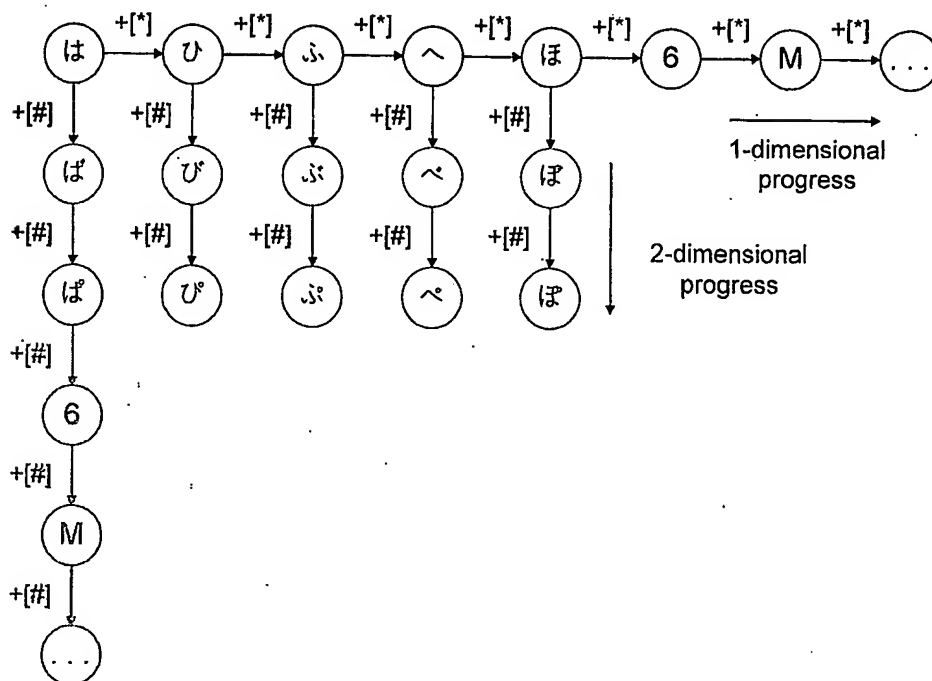 +[*] +[*] +[*] +[*] +[*] +[*] +[*]
は ひ ふ へ ほ 6 M ...
+[#] +[#] +[#] +[#] +[#]
ば び ぶ べ ぼ
1-dimensional
progress
+[#] +[#] +[#] +[#] +[#]
2-dimensional
progress
ぱ ぴ ぷ ぺ ぽ
+[#]
6
+[#]
M
+[#]
...